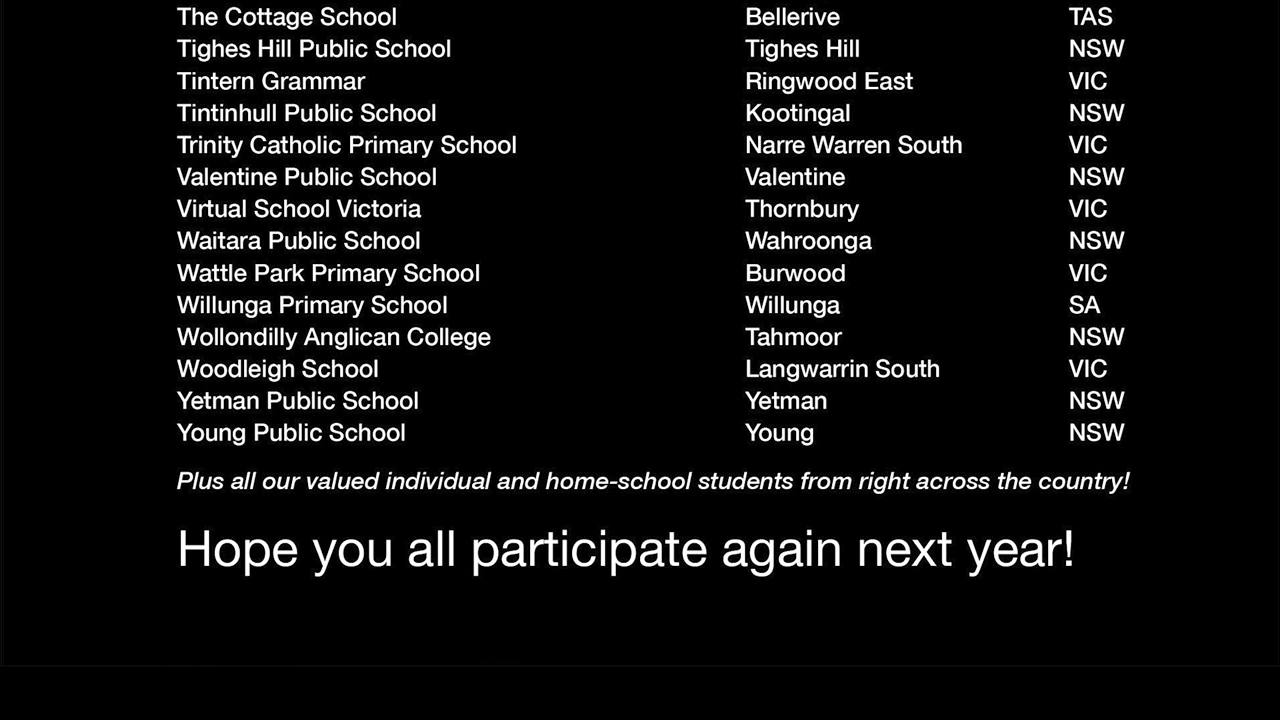 The Cottage School Bellerive TAS
Tighes Hill Public School Tighes Hill NSW
Tintern Grammar Ringwood East VIC
Tintinhull Public School Kootingal NSW
Trinity Catholic Primary School Narre Warren South VIC
Valentine Public School Valentine NSW
Virtual School Victoria Thornbury VIC
Waitara Public School Wahroonga NSW
Wattle Park Primary School Burwood VIC
Willunga Primary School Willunga SA
Wollondilly Anglican College Tahmoor NSW
Woodleigh School Langwarrin South VIC
Yetman Public School Yetman NSW
Young Public School Young NSW
Plus all our valued individual and home-school students from right across the country!
Hope you all participate again next year!